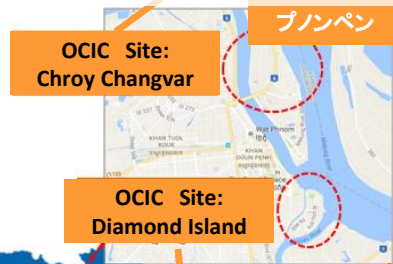 プノンペン
OCIC Site:
Chroy Changvar
Wat Phnom
KHAN TUOL
KOUK
KHAN
DOUN PENH
OCIC Site:
Diamond Island